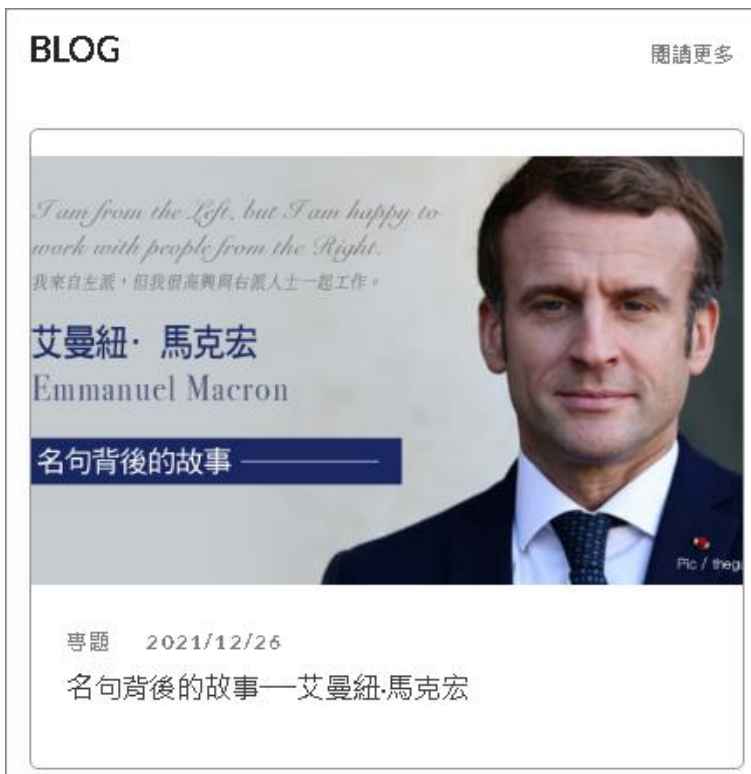 BLOG
閱讀更多
I am from the Left, but I am happy to
work with people from the Right.
我來自左派，但我很高興與右派人士一起工作。
艾曼紐· 馬克宏
Emmanuel Macron
名句背後的故事
Pic /
專題 2021/12/26
名句背後的故事──艾曼紐·馬克宏